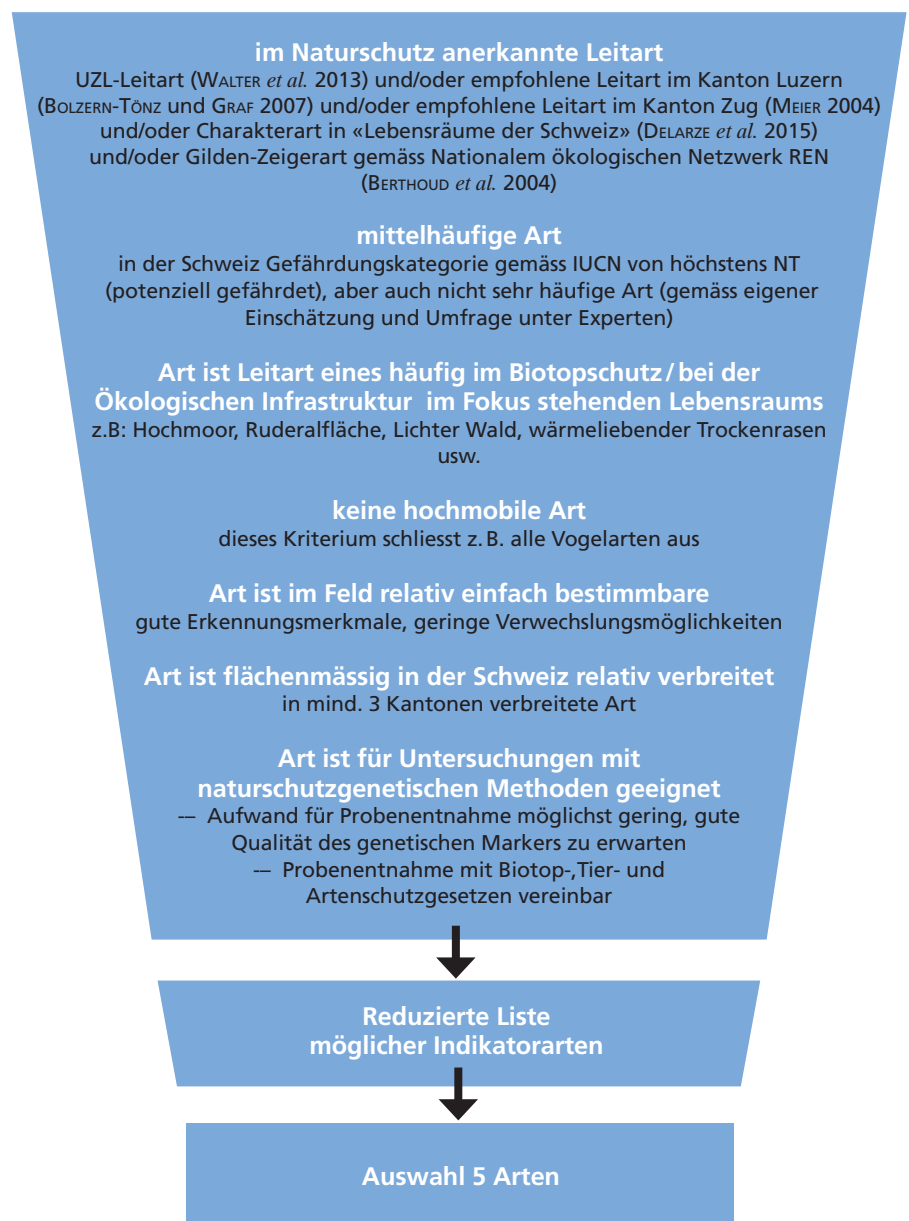 im Naturschutz anerkannte Leitart
UZL-Leitart (Walter et al. 2013) und/oder empfohlene Leitart im Kanton Luzern
(Bolzern-Tönz und Graf 2007) und/oder empfohlene Leitart im Kanton Zug (Meier 2004)
und/oder Charakterart in «Lebensräume der Schweiz» (Delarze et al. 2015)
und/oder Gilden-Zeigerart gemäss Nationalem ökologischen Netzwerk REN
(Berthoud et al. 2004)
mittelhäufige Art
in der Schweiz Gefährdungskategorie gemäss IUCN von höchstens NT
(potenziell gefährdet), aber auch nicht sehr häufige Art (gemäss eigener
Einschätzung und Umfrage unter Experten)
Art ist Leitart eines häufig im Biotopschutz/bei der
Ökologischen Infrastruktur im Fokus stehenden Lebensraums
z.B: Hochmoor, Ruderalfläche, Lichter Wald, wärmeliebender Trockenrasen
usw.
keine hochmobile Art
dieses Kriterium schliesst z.B. alle Vogelarten aus
Art ist im Feld relativ einfach bestimmbare
gute Erkennungsmerkmale, geringe Verwechslungsmöglichkeiten
Art ist flächenmässig in der Schweiz relativ verbreitet
in mind. 3 Kantonen verbreitete Art
Art ist für Untersuchungen mit
naturschutzgenetischen Methoden geeignet
-– Aufwand für Probenentnahme möglichst gering, gute
Qualität des genetischen Markers zu erwarten
-– Probenentnahme mit Biotop-,Tier- und
Artenschutzgesetzen vereinbar
Reduzierte Liste
möglicher Indikatorarten
Auswahl 5 Arten